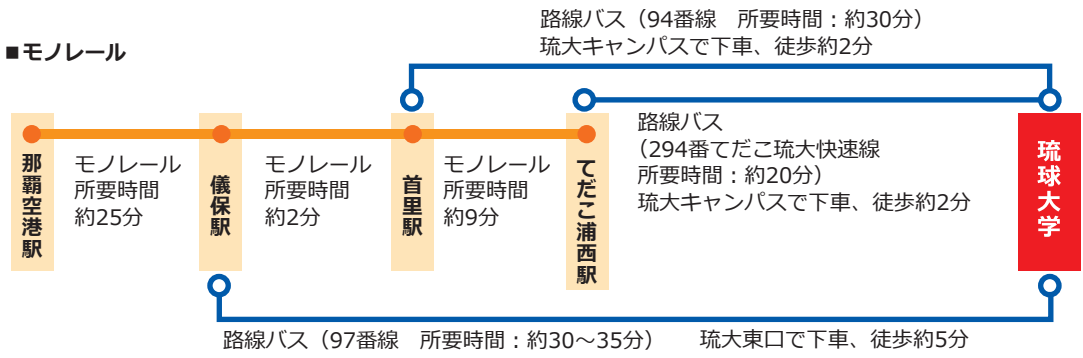 路線バス（94番線　所要時間：約30分）
琉大キャンパスで下車、徒歩約2分
■モノレール
那覇空港駅
モノレール
所要時間
約25分
儀保駅
モノレール
所要時間
約2分
首里駅
モノレール
所要時間
約9分
てだこ浦西駅
路線バス
（294番てだこ琉大快速線
所要時間：約20分）
琉大キャンパスで下車、徒歩約2分
琉球大学
路線バス（97番線　所要時間：約30～35分）　琉大東口で下車、徒歩約5分